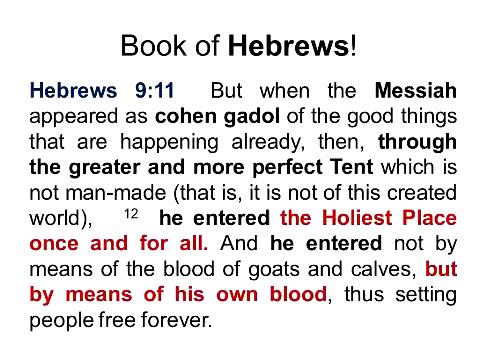 Book of Hebrews!
Hebrews 9:11 But when the Messiah
appeared as cohen gadol of the good things
that are happening already, then, through
the greater and more perfect Tent which is
not man-made (that is, it is not of this created
world), 12 he entered the Holiest Place
once and for all. And he entered not by
means of the blood of goats and calves, but
by means of his own blood, thus setting
people free forever.